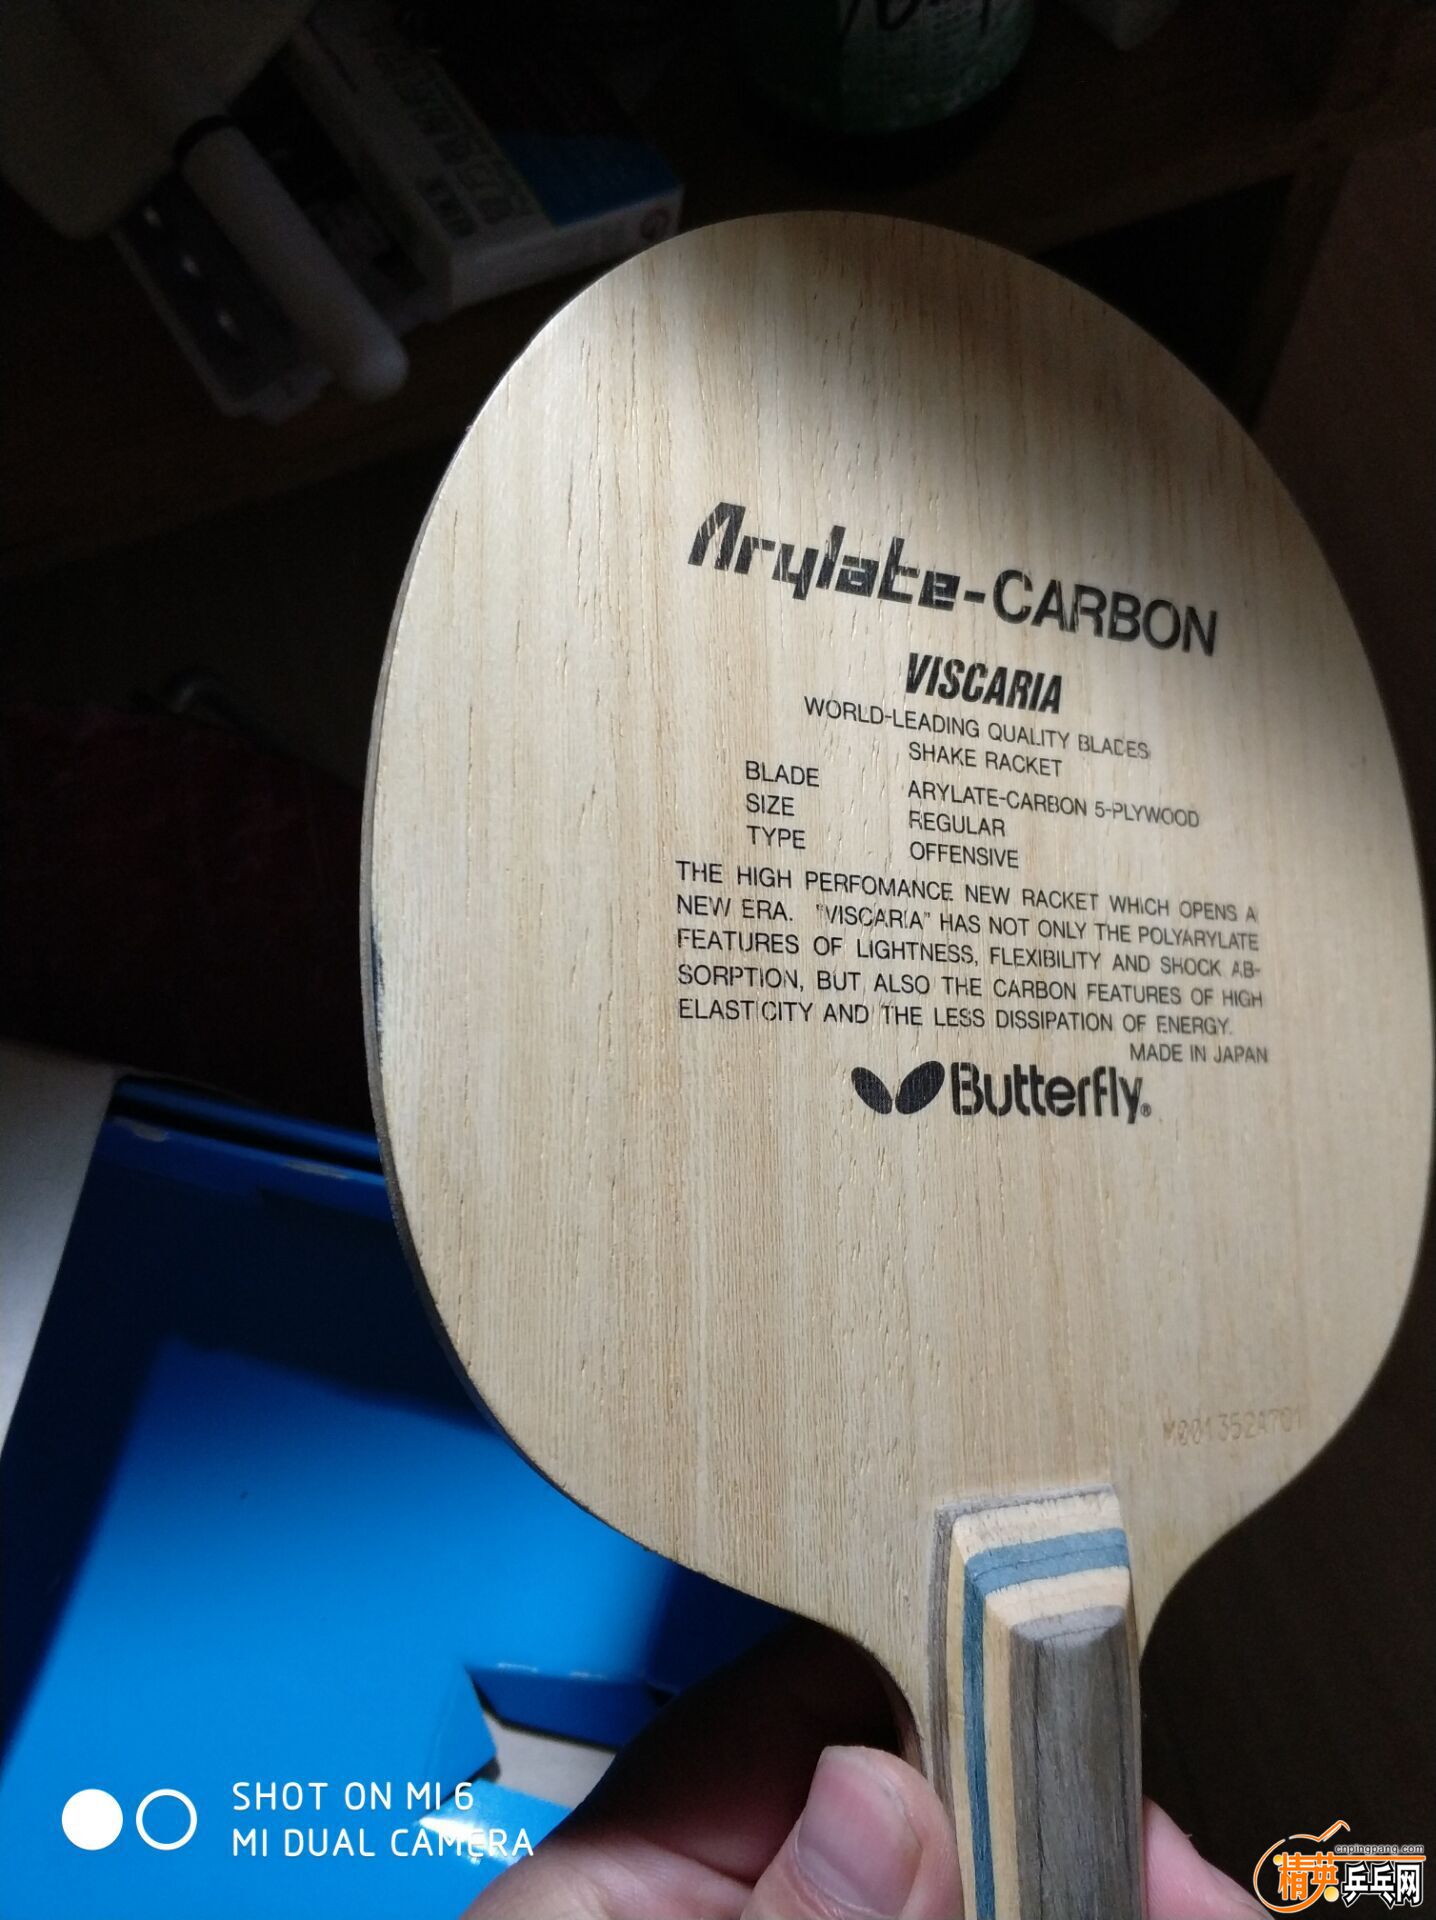 Arylate-CARBON
VISCARIA
WORLD-LEADING QUALITY BLADES
SHAKE RACKET
BLADE ARYLATE-CARBON 5-PLYWOOD
SIZE REGULAR
TYPE OFFENSIVE
THE HIGH PERFOMANCE NEW RACKET WHICH OPENS A
NEW ERA. "VISCARIA" HAS NOT ONLY THE POLYARYLATE
FEATURES OF LIGHTNESS, FLEXIBILITY AND SHOCK AB-
SORPTION, BUT ALSO THE CARBON FEATURES OF HIGH
ELASTICITY AND THE LESS DISSIPATION OF ENERGY.
MADE IN JAPAN
Butterfly®
M001352A701
SHOT ON MI 6
MI DUAL CAMERA
cnpingpang.com
精英乒乓网